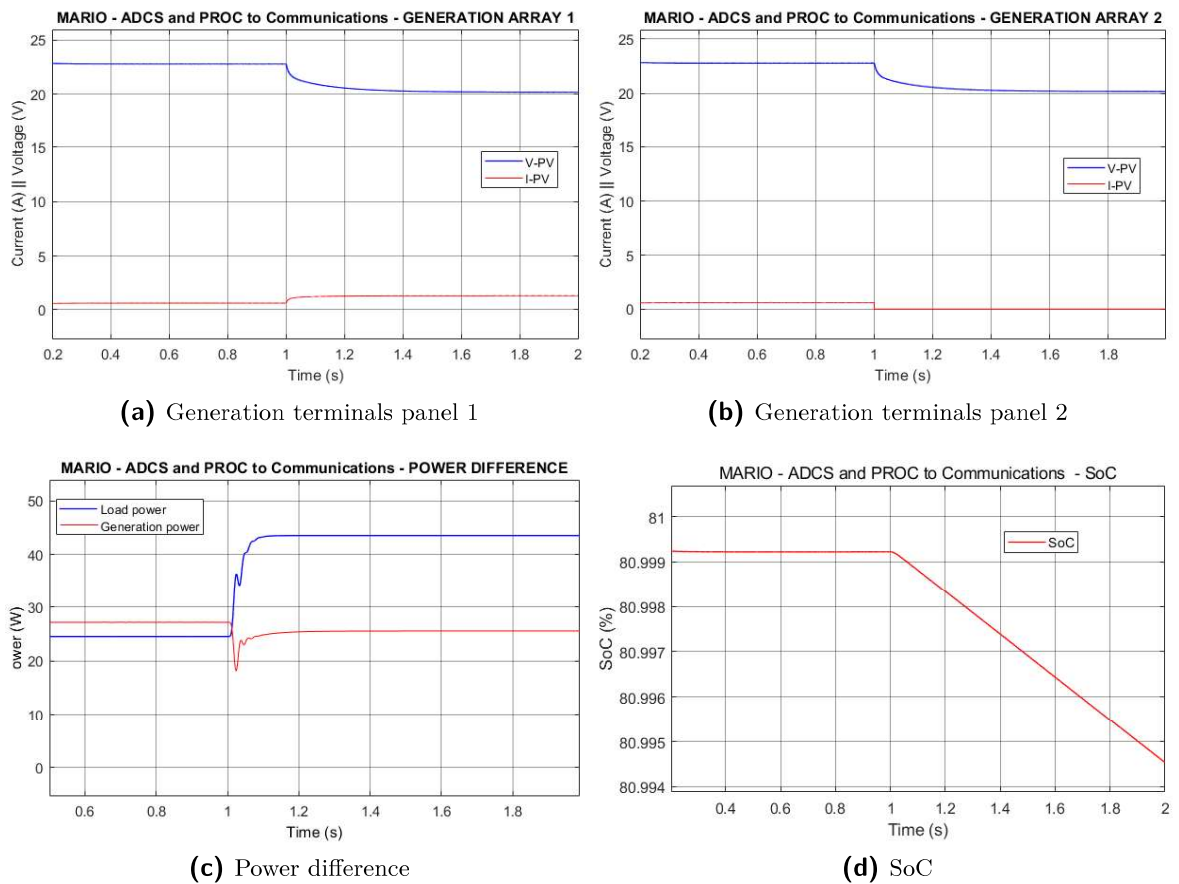 MARIO - ADCS and PROC to Communications - GENERATION ARRAY 1
Current (A) || Voltage (V)
25
20
15
10
5
0
V-PV
I-PV
0.2 0.4 0.6 0.8 1 1.2 1.4 1.6 1.8 2
Time (s)
(a) Generation terminals panel 1
MARIO - ADCS and PROC to Communications - GENERATION ARRAY 2
Current (A) || Voltage (V)
25
20
15
10
5
0
V-PV
I-PV
0.2 0.4 0.6 0.8 1 1.2 1.4 1.6 1.8
Time (s)
(b) Generation terminals panel 2
MARIO - ADCS and PROC to Communications - POWER DIFFERENCE
ower (W)
50
40
30
20
10
0
Load power
Generation power
0.6 0.8 1 1.2 1.4 1.6 1.8
Time (s)
(c) Power difference
MARIO - ADCS and PROC to Communications - SoC
SoC (%)
81
80.999
80.998
80.997
80.996
80.995
80.994
SoC
0.4 0.6 0.8 1 1.2 1.4 1.6 1.8 2
Time (s)
(d) SoC